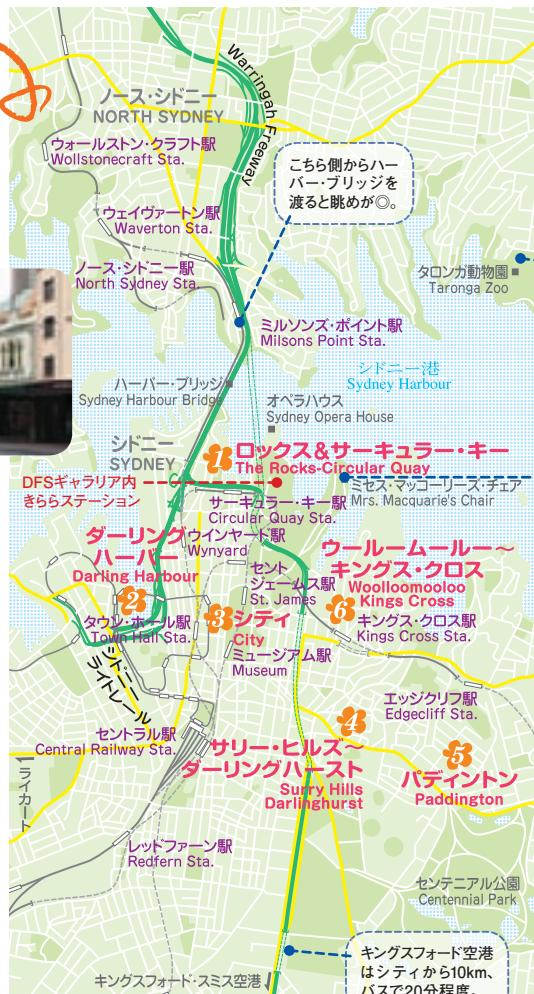 ノース・シドニー
NORTH SYDNEY
Warringah Freeway
ウォールストン・クラフト駅
Wollstonecraft Sta.
こちら側からハー
バー・ブリッジを
渡ると眺めが◎。
ウェイヴァートン駅
Waverton Sta.
ノース・シドニー駅
North Sydney Sta.
タロンガ動物園
Taronga Zoo
ミルソンズ・ポイント駅
Milsons Point Sta.
シドニー港
Sydney Harbour
ハーバー・ブリッジ
Sydney Harbour Bridge
オペラハウス
Sydney Opera House
シドニー
SYDNEY
1
ロックス&サーキュラー・キー
The Rocks-Circular Quay
DFSギャラリア内
きららステーション
ミセス・マッコーリーズ・チェア
Mrs. Macquarie's Chair
サーキュラー・キー駅
Circular Quay Sta.
ダーリング
ハーバー
Darling Harbour
2
ウインヤード駅
Wynyard
ウールームールー〜
キングス・クロス
Woolloomooloo
Kings Cross
6
セント
ジェームス駅
St. James
タウン・ホール駅
Town Hall Sta.
3
シティ
City
キングス・クロス駅
Kings Cross Sta.
ミュージアム駅
Museum
シドニー
ライトレール
エッジクリフ駅
Edgecliff Sta.
セントラル駅
Central Railway Sta.
4
サリー・ヒルズ〜
ダーリングハースト
Surry Hills
Darlinghurst
5
パディントン
Paddington
ライカート
レッドファーン駅
Redfern Sta.
センテニアル公園
Centennial Park
キングスフォード空港
はシティから10km、
バスで20分程度。
キングスフォード・スミス空港